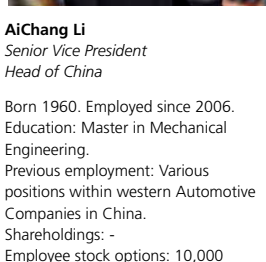 AiChang Li
Senior Vice President
Head of China
Born 1960. Employed since 2006.
Education: Master in Mechanical
Engineering.
Previous employment: Various
positions within western Automotive
Companies in China.
Shareholdings: -
Employee stock options: 10,000